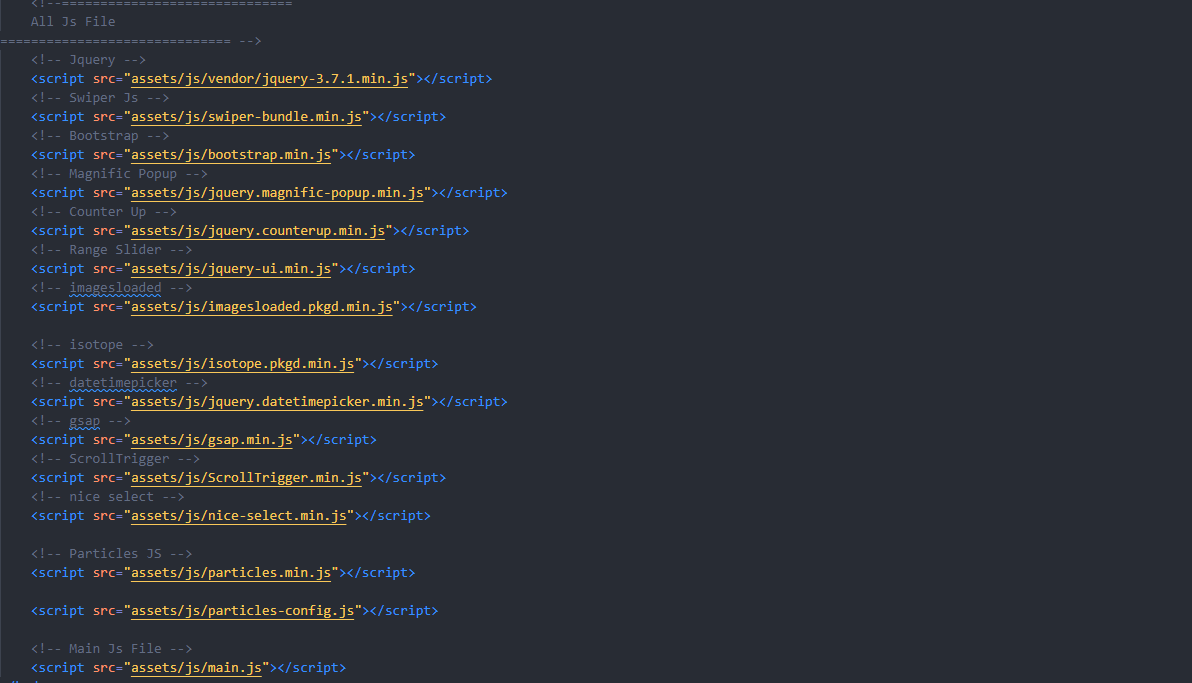 <!--==============================
All Js File
============================== -->
<!-- Jquery -->
<script src="assets/js/vendor/jquery-3.7.1.min.js"></script>
<!-- Swiper Js -->
<script src="assets/js/swiper-bundle.min.js"></script>
<!-- Bootstrap -->
<script src="assets/js/bootstrap.min.js"></script>
<!-- Magnific Popup -->
<script src="assets/js/jquery.magnific-popup.min.js"></script>
<!-- Counter Up -->
<script src="assets/js/jquery.counterup.min.js"></script>
<!-- Range Slider -->
<script src="assets/js/jquery-ui.min.js"></script>
<!-- imagesloaded -->
<script src="assets/js/imagesloaded.pkgd.min.js"></script>
<!-- isotope -->
<script src="assets/js/isotope.pkgd.min.js"></script>
<!-- datetimepicker -->
<script src="assets/js/jquery.datetimepicker.min.js"></script>
<!-- gsap -->
<script src="assets/js/gsap.min.js"></script>
<!-- ScrollTrigger -->
<script src="assets/js/ScrollTrigger.min.js"></script>
<!-- nice select -->
<script src="assets/js/nice-select.min.js"></script>
<!-- Particles JS -->
<script src="assets/js/particles.min.js"></script>
<script src="assets/js/particles-config.js"></script>
<!-- Main Js File -->
<script src="assets/js/main.js"></script>